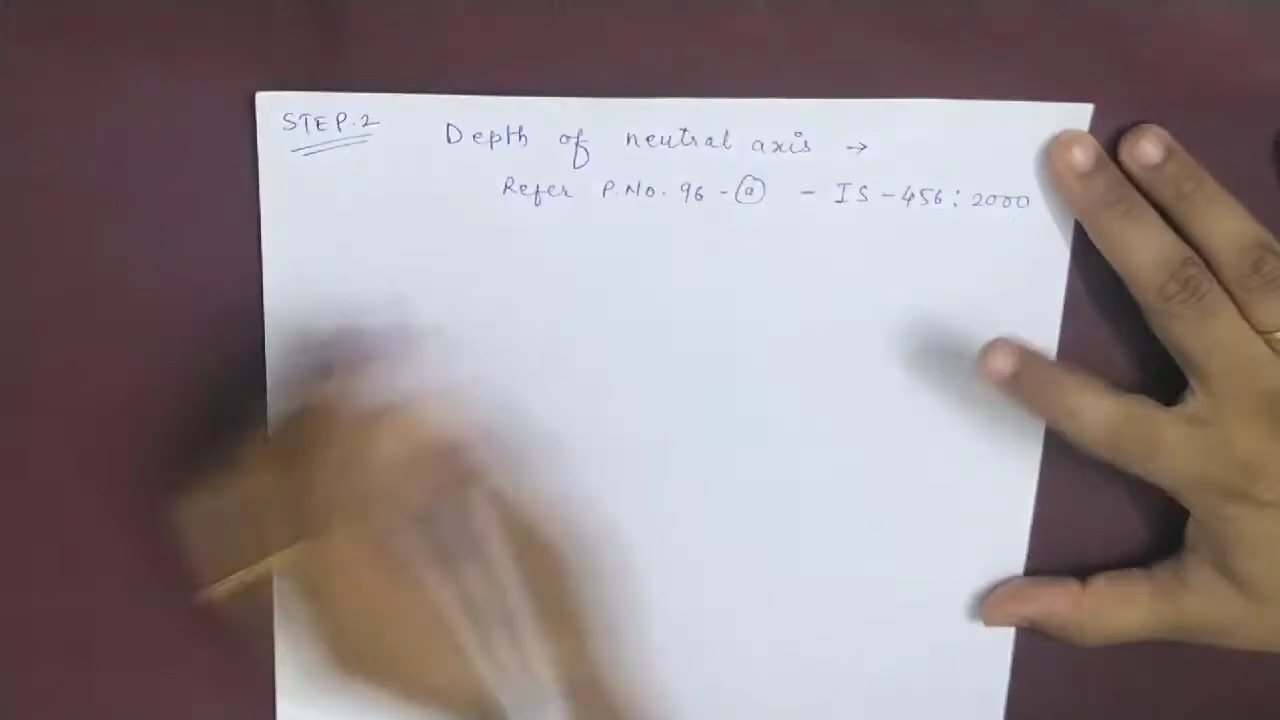 STEP.2
Depth of neutral axis →
Refer P.No. 96 - ⓐ - IS - 456 : 2000